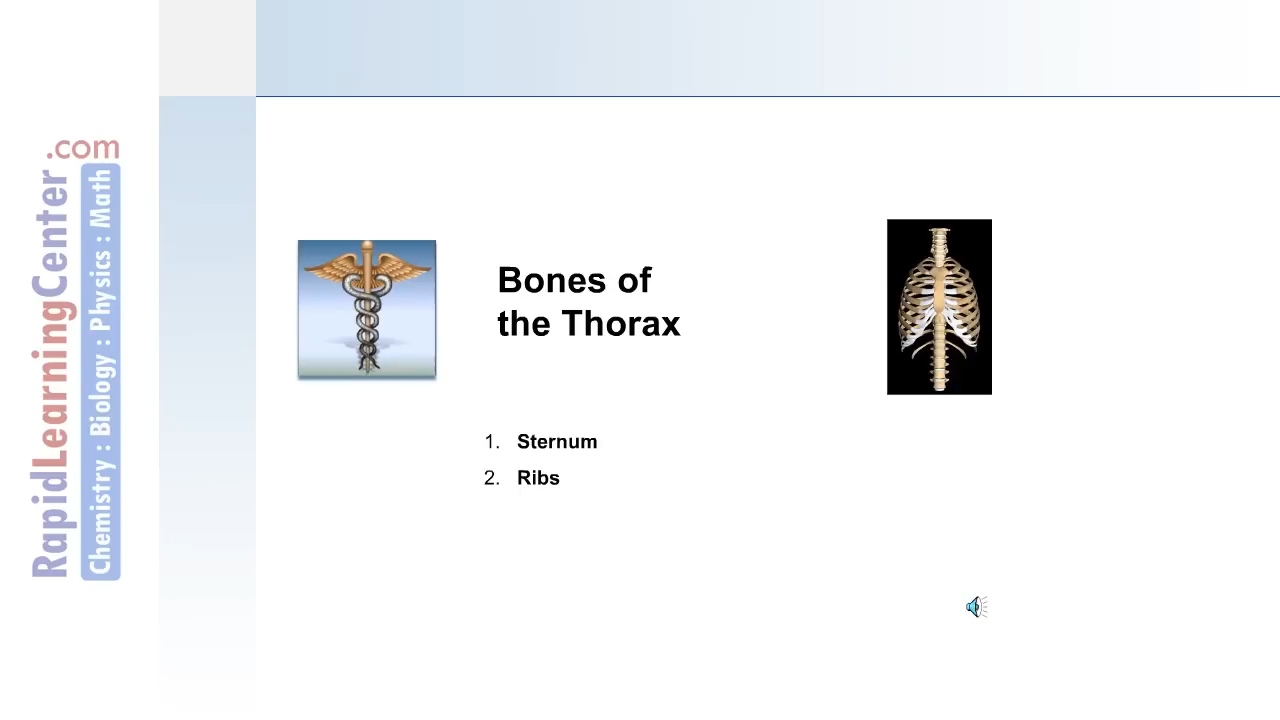 RapidLearningCenter.com
Chemistry : Biology : Physics : Math
Bones of
the Thorax
1. Sternum
2. Ribs